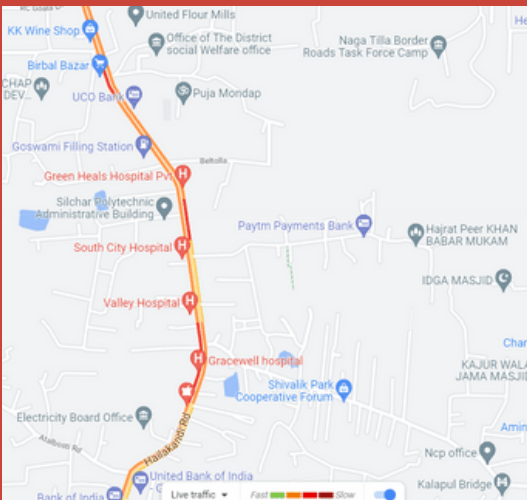 KK Wine Shop
United Flour Mills
Office of The District
social Welfare office
Naga Tilla Border
Roads Task Force Camp
Birbal Bazar
CHAP
DEV...
UCO Bank
Puja Mondap
Goswami Filling Station
Beltolla
Green Heals Hospital Pvt
Silchar Polytechnic
Administrative Building
Paytm Payments Bank
Hajrat Peer KHAN
BABAR MUKAM
South City Hospital
IDGA MASJID
Valley Hospital
Char
Gracewell hospital
KAJUR WALA
JAMA MASJID
Shivalik Park
Cooperative Forum
Electricity Board Office
Hailakandi Rd
Amin
Atalbosti Rd
Ncp office
United Bank of India
Kalapul Bridge
Bank of India
Live traffic
Fast
Slow